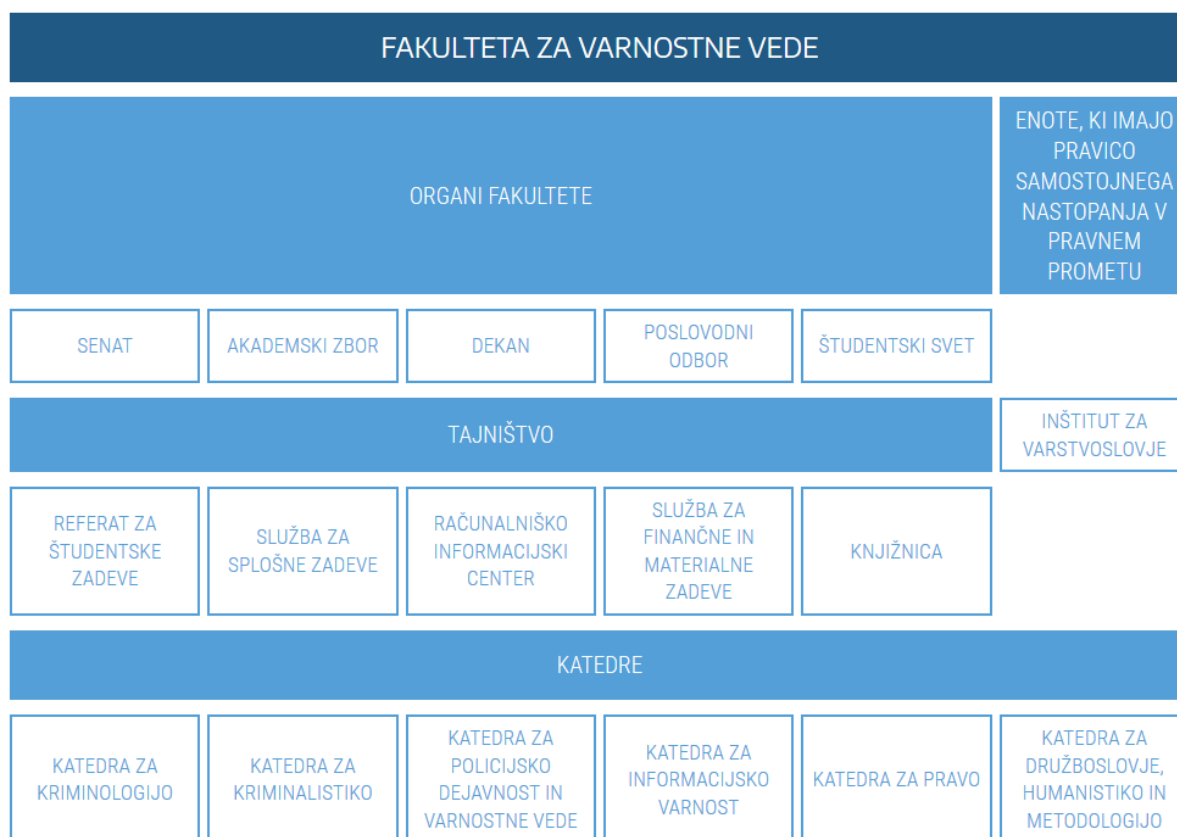 FAKULTETA ZA VARNOSTNE VEDE
ORGANI FAKULTETE
ENOTE, KI IMAJO
PRAVICO
SAMOSTOJNEGA
NASTOPANJA V
PRAVNEM
PROMETU
SENAT
AKADEMSKI ZBOR
DEKAN
POSLOVODNI
ODBOR
ŠTUDENTSKI SVET
TAJNIŠTVO
INŠTITUT ZA
VARSTVOSLOVJE
REFERAT ZA
ŠTUDENTSKE
ZADEVE
SLUŽBA ZA
SPLOŠNE ZADEVE
RAČUNALNIŠKO
INFORMACIJSKI
CENTER
SLUŽBA ZA
FINANČNE IN
MATERIALNE
ZADEVE
KNJIŽNICA
KATEDRE
KATEDRA ZA
KRIMINOLOGIJO
KATEDRA ZA
KRIMINALISTIKO
KATEDRA ZA
POLICIJSKO
DEJAVNOST IN
VARNOSTNE VEDE
KATEDRA ZA
INFORMACIJSKO
VARNOST
KATEDRA ZA PRAVO
KATEDRA ZA
DRUŽBOSLOVJE,
HUMANISTIKO IN
METODOLOGIJO